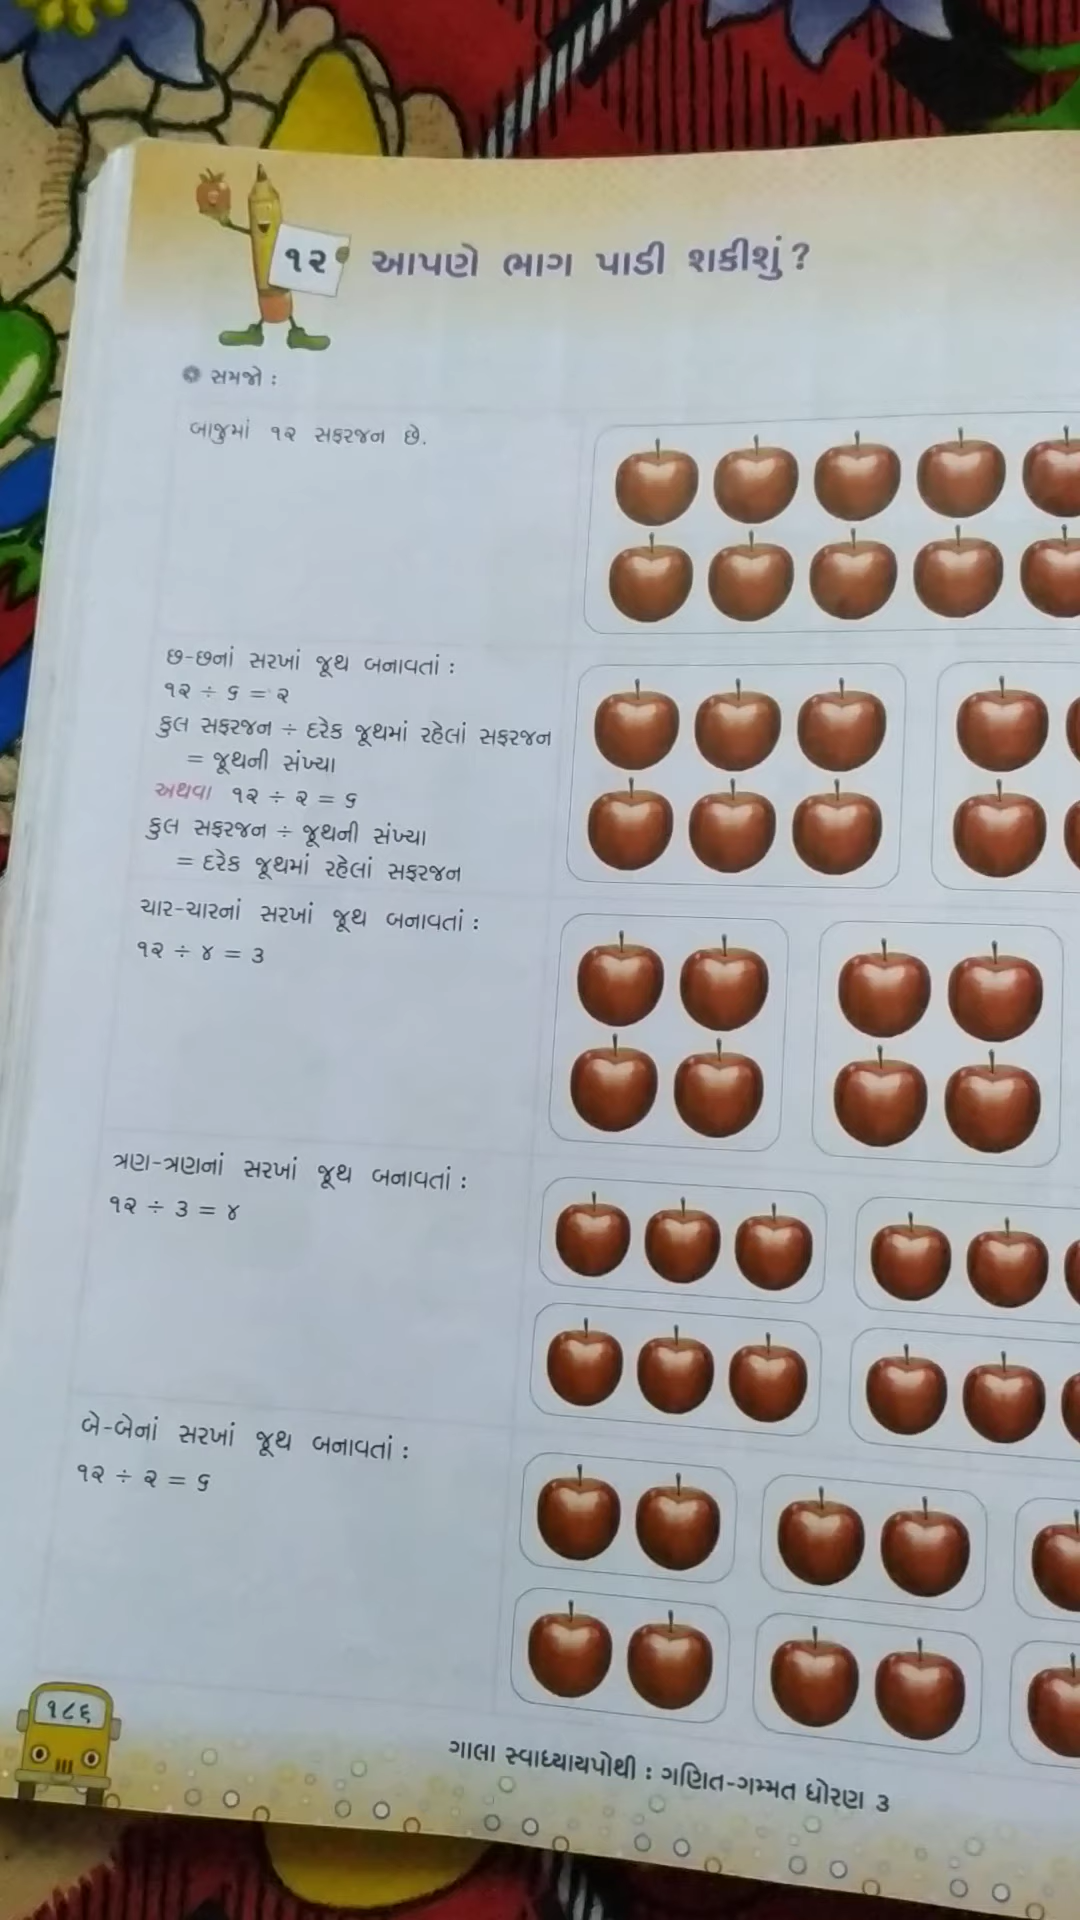 ૧૨ આપણે ભાગ પાડી શકીશું?
સમજો :
બાજુમાં ૧૨ સફરજન છે.
છ-છનાં સરખાં જૂથ બનાવતાં :
૧૨ ÷ ૬ = ૨
કુલ સફરજન ÷ દરેક જૂથમાં રહેલાં સફરજન
= જૂથની સંખ્યા
અથવા ૧૨ ÷ ૨ = ૬
કુલ સફરજન ÷ જૂથની સંખ્યા
= દરેક જૂથમાં રહેલાં સફરજન
ચાર-ચારનાં સરખાં જૂથ બનાવતાં :
૧૨ ÷ ૪ = ૩
ત્રણ-ત્રણનાં સરખાં જૂથ બનાવતાં :
૧૨ ÷ ૩ = ૪
બે-બેનાં સરખાં જૂથ બનાવતાં :
૧૨ ÷ ૨ = ૬
૧૮૬
ગાલા સ્વાધ્યાયપોથી : ગણિત-ગમ્મત ધોરણ ૩